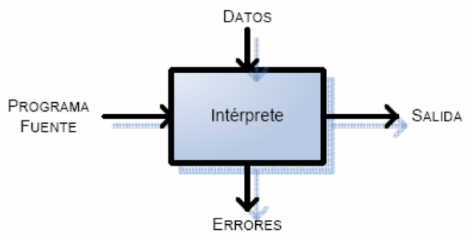 DATOS
PROGRAMA
FUENTE
Intérprete
SALIDA
ERRORES